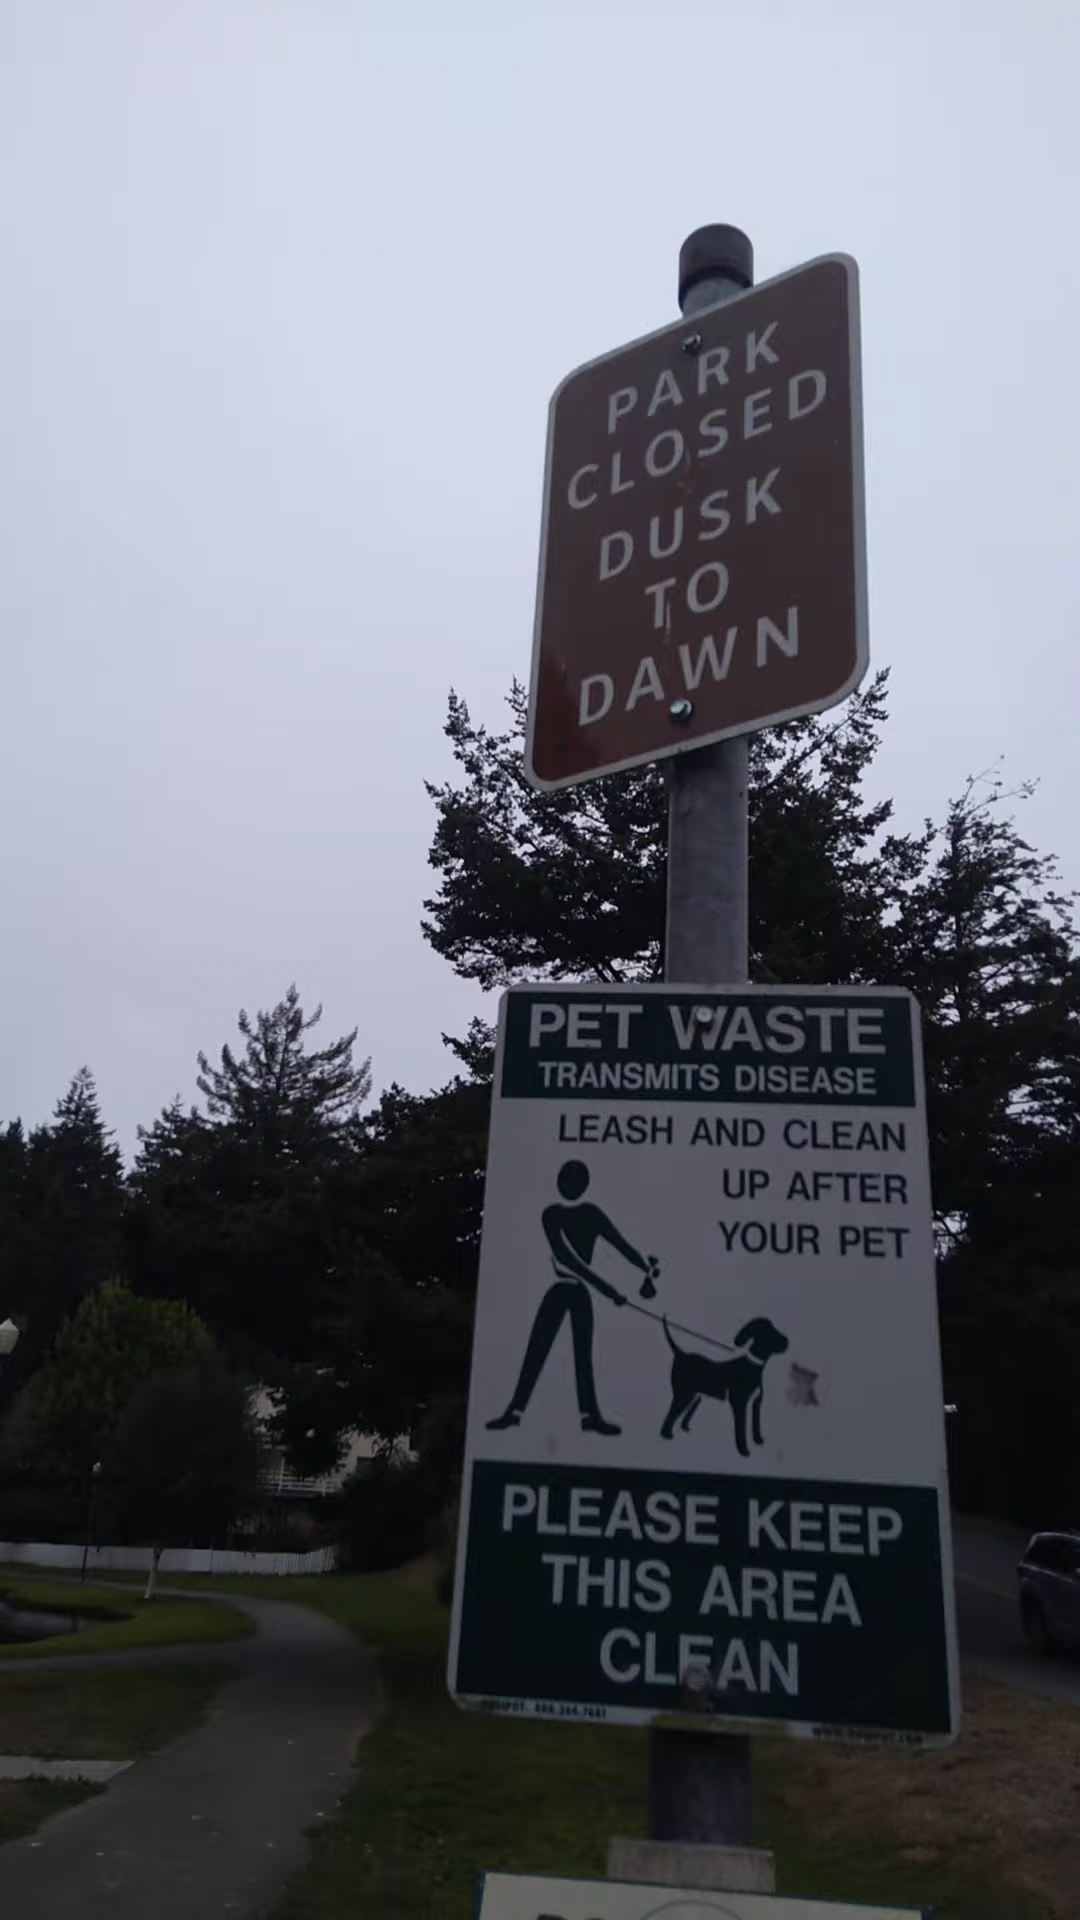 PARK
CLOSED
DUSK
TO
DAWN
PET WASTE
TRANSMITS DISEASE
LEASH AND CLEAN
UP AFTER
YOUR PET
PLEASE KEEP
THIS AREA
CLEAN